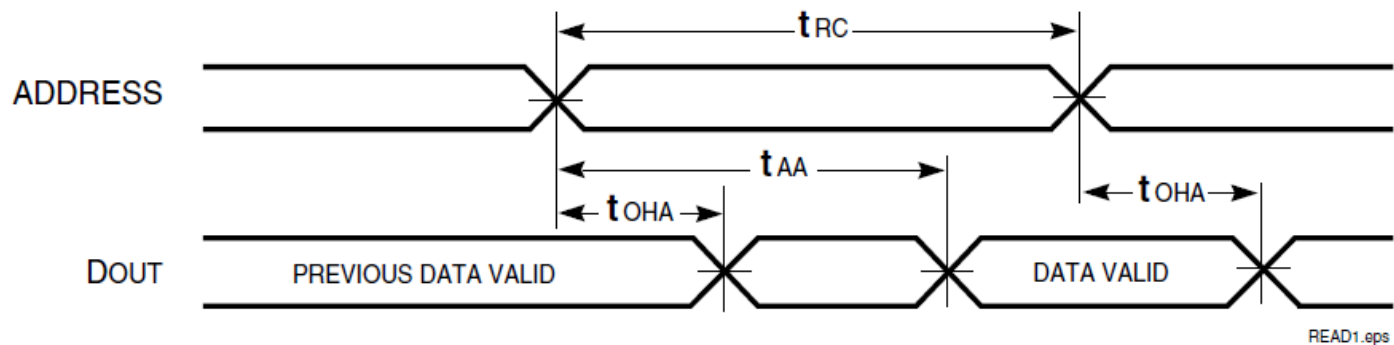 tRC
ADDRESS
tAA
tOHA
tOHA
DOUT
PREVIOUS DATA VALID
DATA VALID
READ1.eps